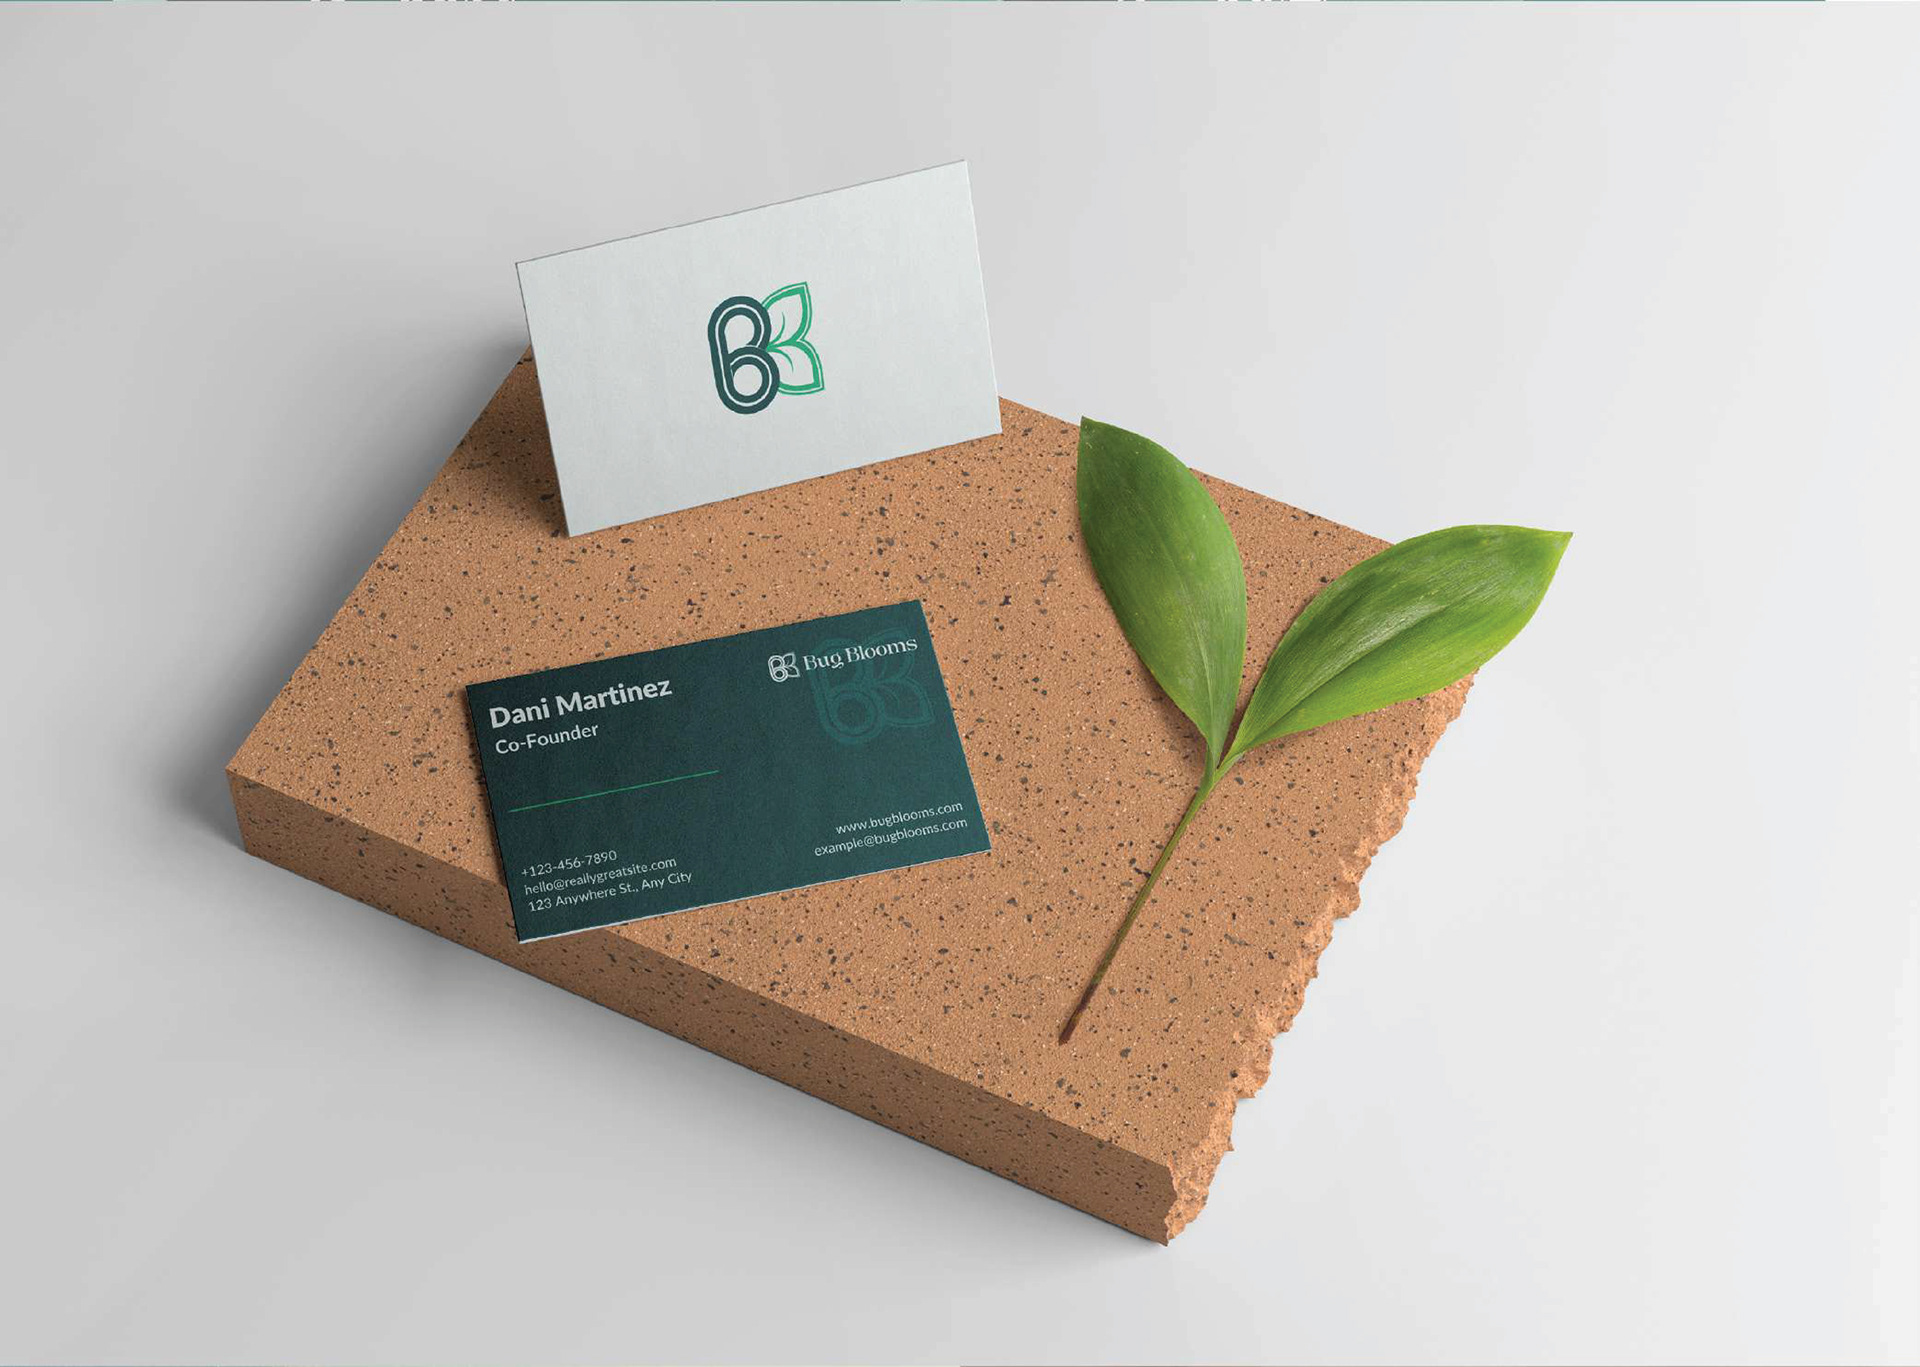 B
Bug Blooms
Dani Martinez
Co-Founder
+123-456-7890
hello@reallygreatsite.com
123 Anywhere St., Any City
www.bugblooms.com
example@bugblooms.com